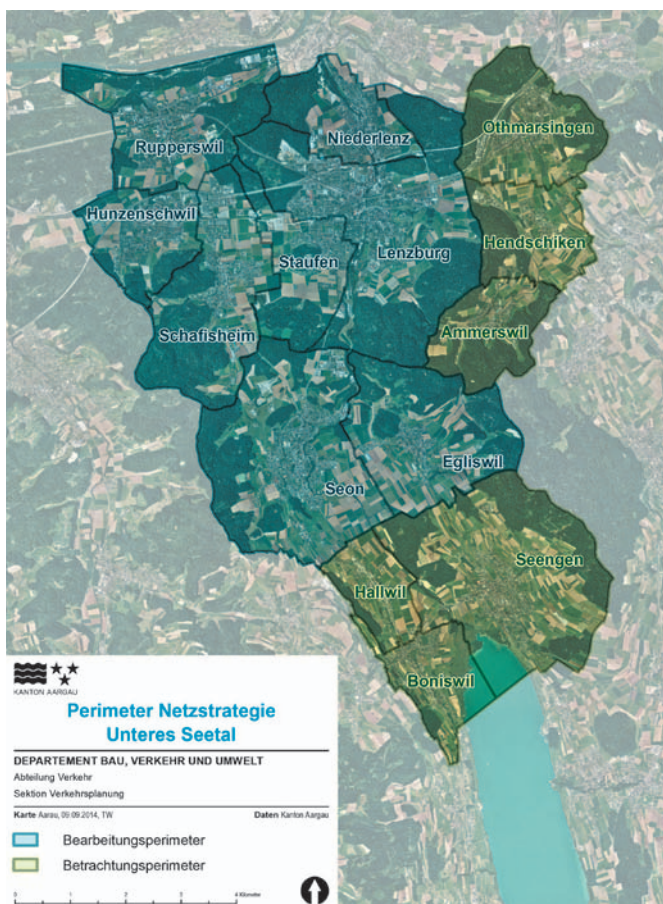 Othmarsingen
Niederlenz
Rupperswil
Hunzenschwil
Hendschiken
Staufen
Lenzburg
Schafisheim
Ammerswil
Egliswil
Seon
Seengen
Hallwil
Boniswil
KANTON AARGAU
Perimeter Netzstrategie
Unteres Seetal
DEPARTEMENT BAU, VERKEHR UND UMWELT
Abteilung Verkehr
Sektion Verkehrsplanung
Karte Aarau, 09.09.2014, TW Daten Kanton Aargau
Bearbeitungsperimeter
Betrachtungsperimeter
0 1 2 3 4 Kilometer